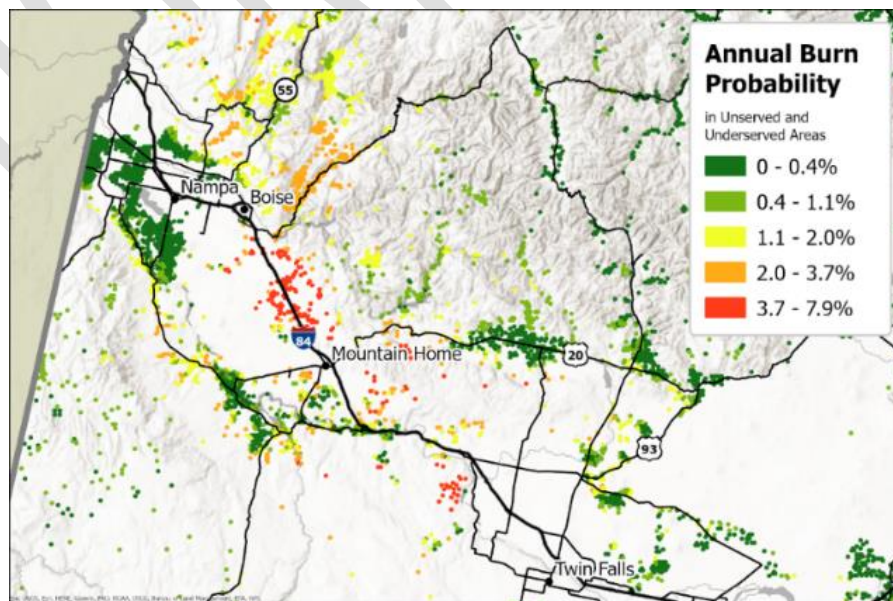 Annual Burn
Probability
in Unserved and
Underserved Areas
0 - 0.4%
0.4 - 1.1%
1.1 - 2.0%
2.0 - 3.7%
3.7 - 7.9%
55
Nampa
Boise
84
Mountain Home
20
93
Twin Falls